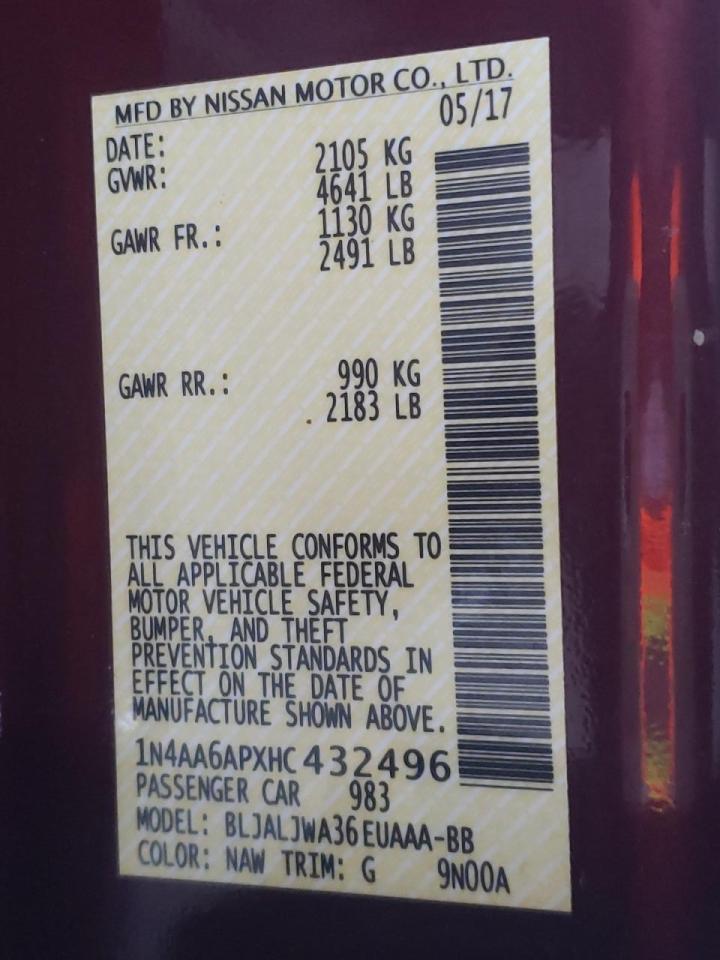 MFD BY NISSAN MOTOR CO., LTD.
DATE: 05/17
GVWR: 2105 KG
4641 LB
GAWR FR.: 1130 KG
2491 LB
GAWR RR.: 990 KG
2183 LB
THIS VEHICLE CONFORMS TO
ALL APPLICABLE FEDERAL
MOTOR VEHICLE SAFETY,
BUMPER, AND THEFT
PREVENTION STANDARDS IN
EFFECT ON THE DATE OF
MANUFACTURE SHOWN ABOVE.
1N4AA6APXHC432496
PASSENGER CAR 983
MODEL: BLJALJWA36EUAAA-BB
COLOR: NAW TRIM: G 9N00A